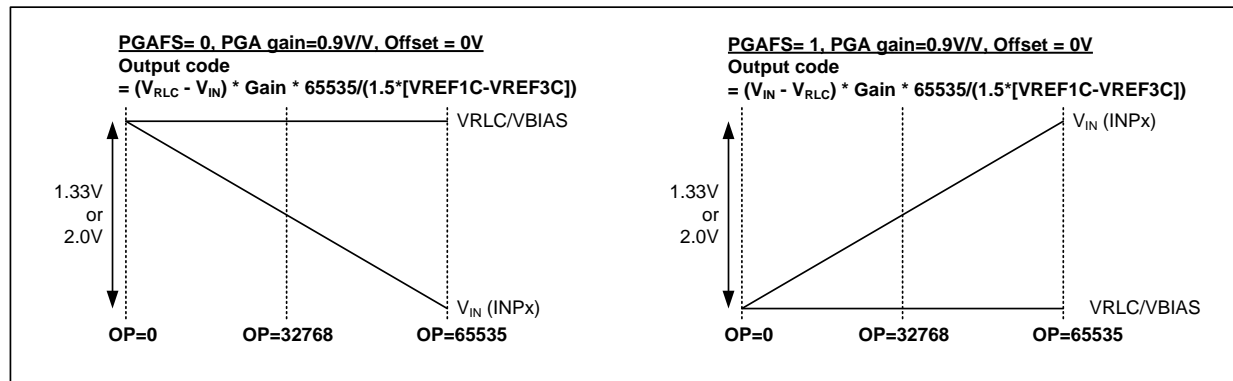 PGAFS= 0, PGA gain=0.9V/V, Offset = 0V
Output code
= (VRLC - VIN) * Gain * 65535/(1.5*[VREF1C-VREF3C])
VRLC/VBIAS
1.33V
or
2.0V
VIN (INPx)
OP=0 OP=32768 OP=65535
PGAFS= 1, PGA gain=0.9V/V, Offset = 0V
Output code
= (VIN - VRLC) * Gain * 65535/(1.5*[VREF1C-VREF3C])
VIN (INPx)
1.33V
or
2.0V
VRLC/VBIAS
OP=0 OP=32768 OP=65535